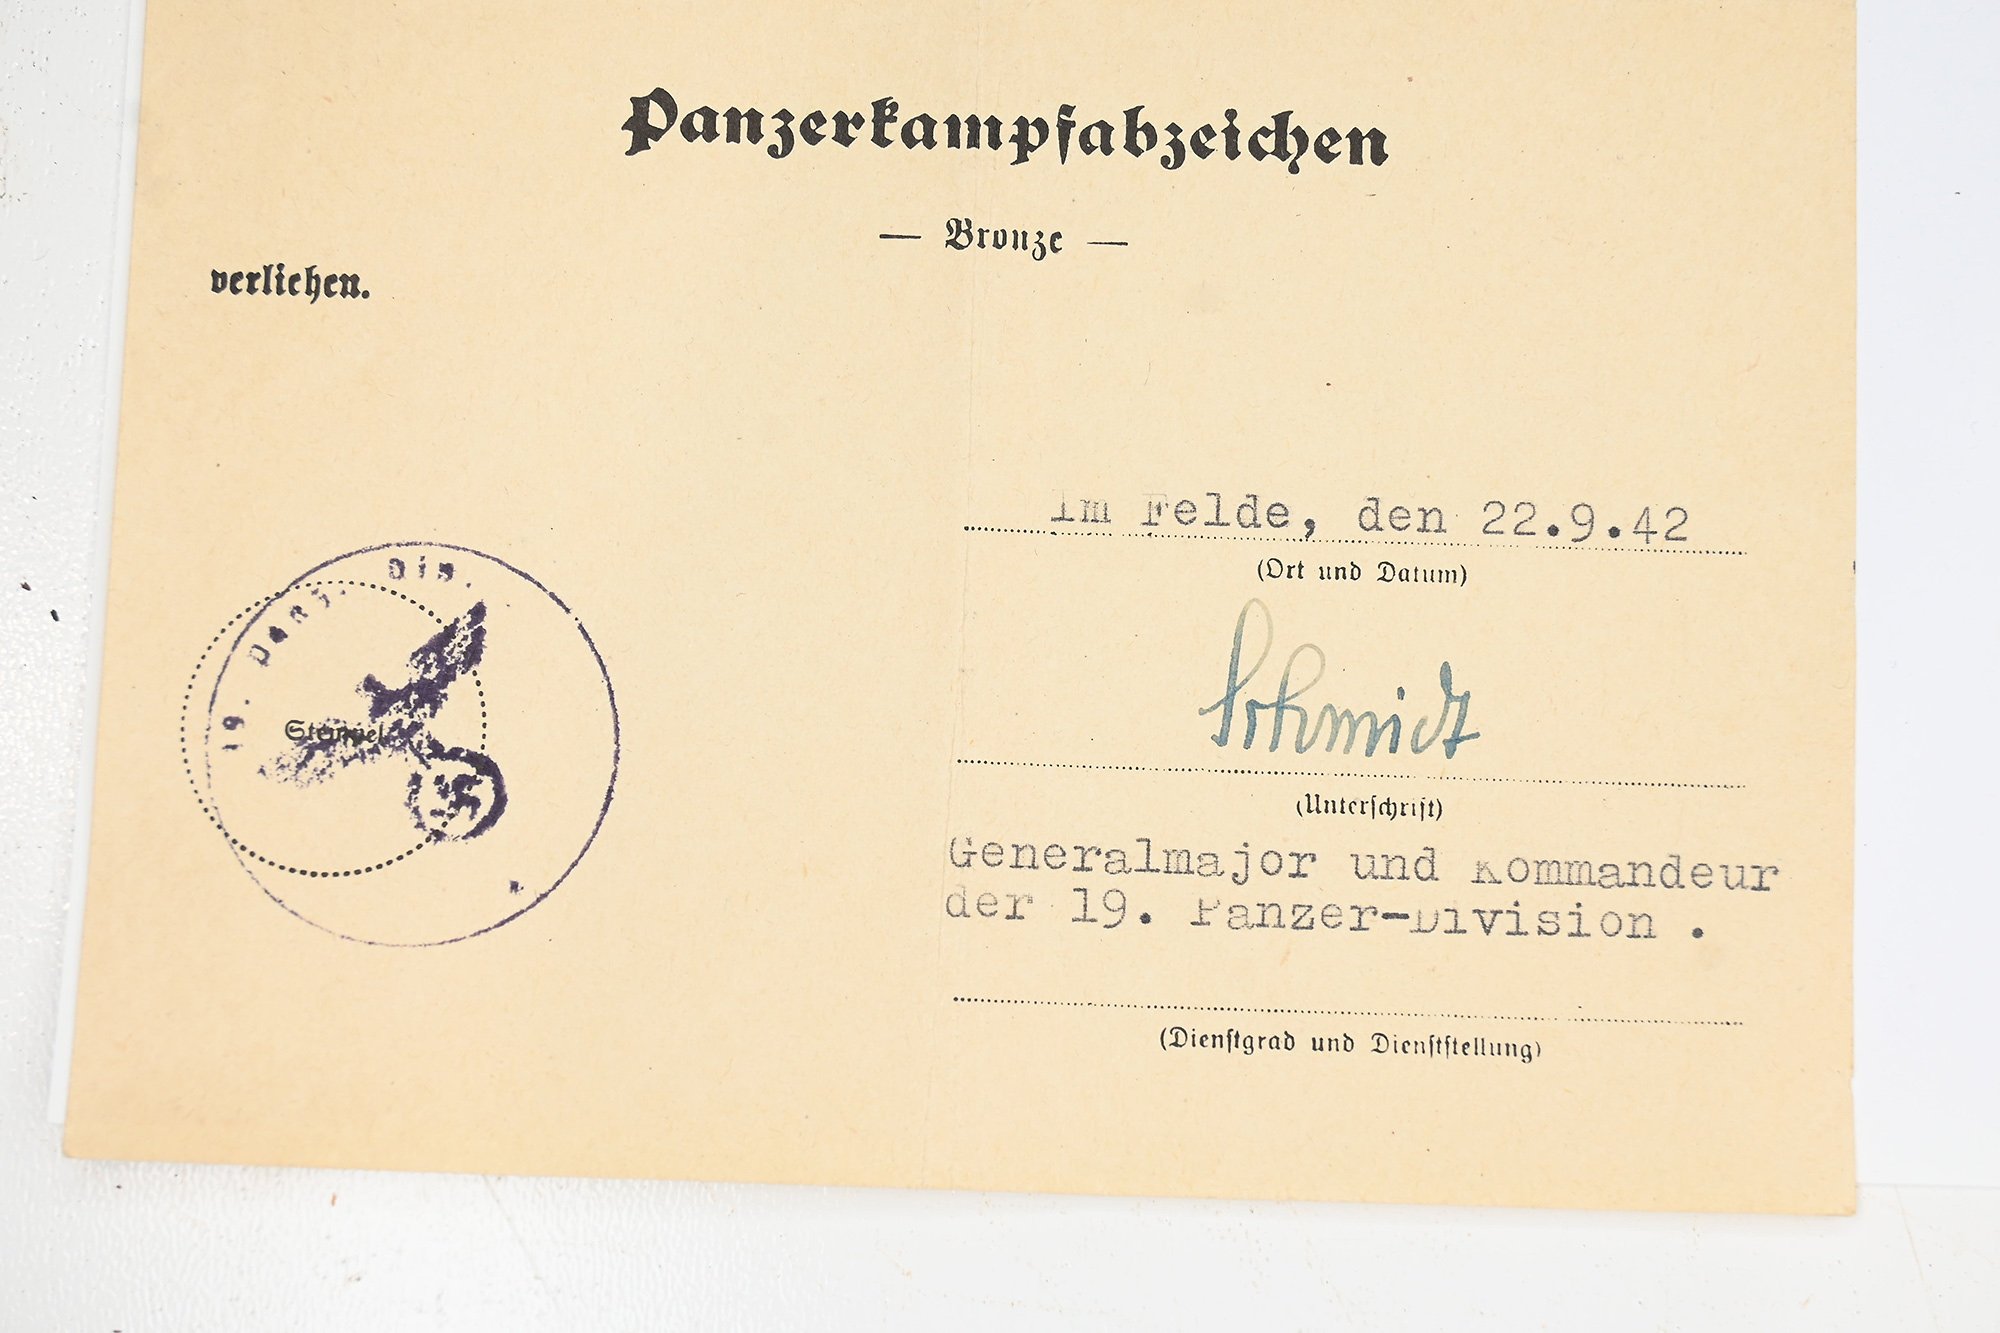 Panzerkampfabzeichen
— Bronze —
verliehen.
Im Felde, den 22.9.42
(Ort und Datum)
19. Panz. Div.
Stempel
Schmidt
(Unterschrift)
Generalmajor und Kommandeur
der 19. Panzer-Division .
(Dienstgrad und Dienststellung)